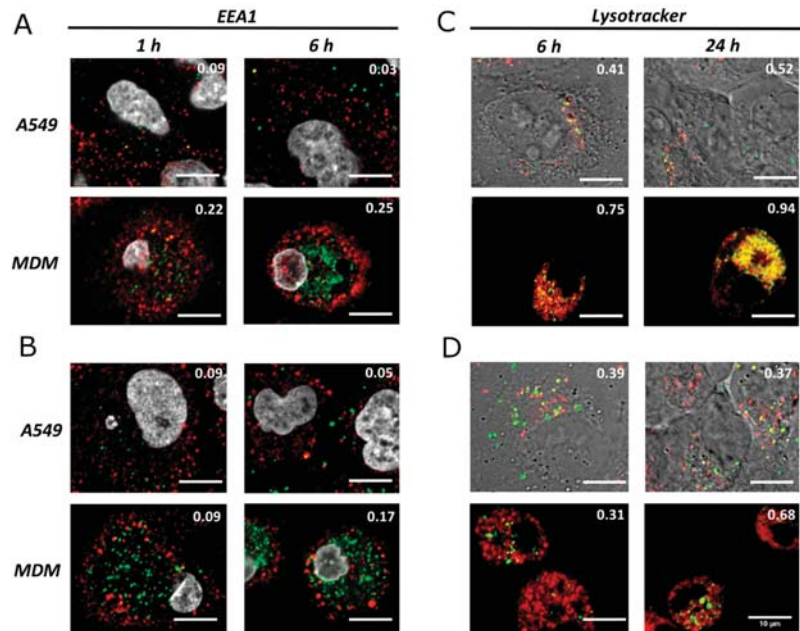 A
EEA1
C
Lysotracker
1 h
6 h
6 h
24 h
0.09
0.03
0.41
0.52
A549
0.22
0.25
0.75
0.94
MDM
B
D
0.09
0.05
0.39
0.37
A549
0.09
0.17
0.31
0.68
MDM
10 µm